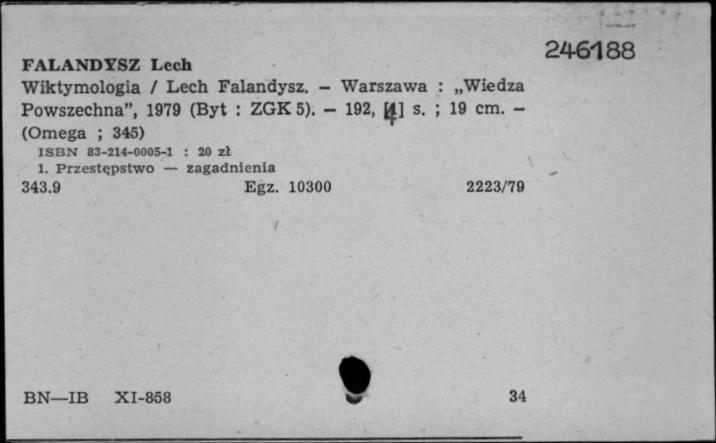 246188
FALANDYSZ Lech
Wiktymologia / Lech Falandysz. – Warszawa : „Wiedza
Powszechna”, 1979 (Byt : ZGK 5). – 192, [4] s. ; 19 cm. –
(Omega ; 345)
ISBN 83-214-0005-1 : 20 zł
1. Przestępstwo — zagadnienia
343.9 Egz. 10300 2223/79
BN—IB XI-858 34